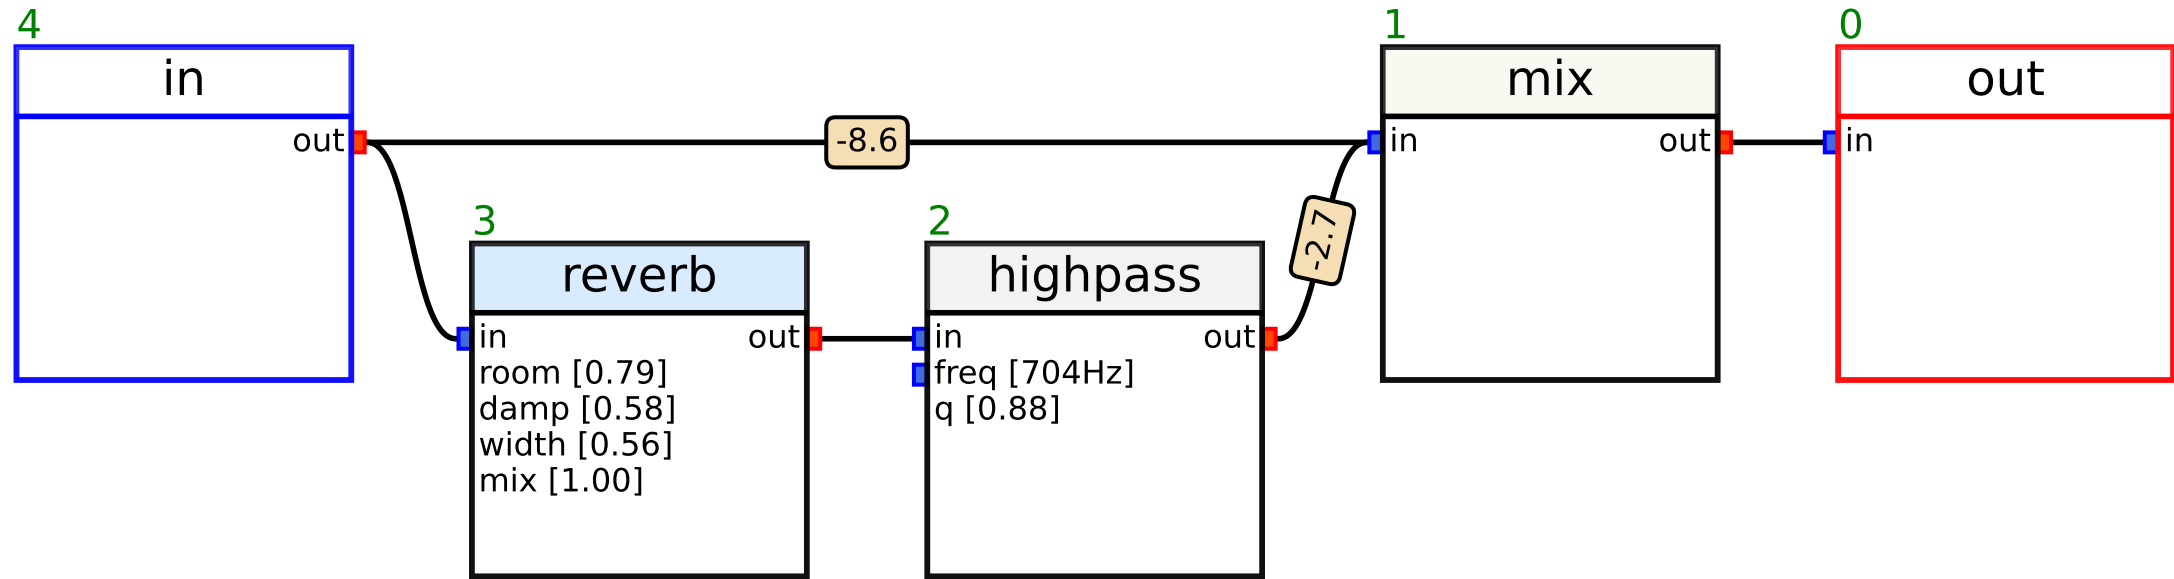 4
in
out
-8.6
1
mix
in
out
0
out
in
3
reverb
in
out
room [0.79]
damp [0.58]
width [0.56]
mix [1.00]
2
highpass
in
out
freq [704Hz]
q [0.88]
-2.7